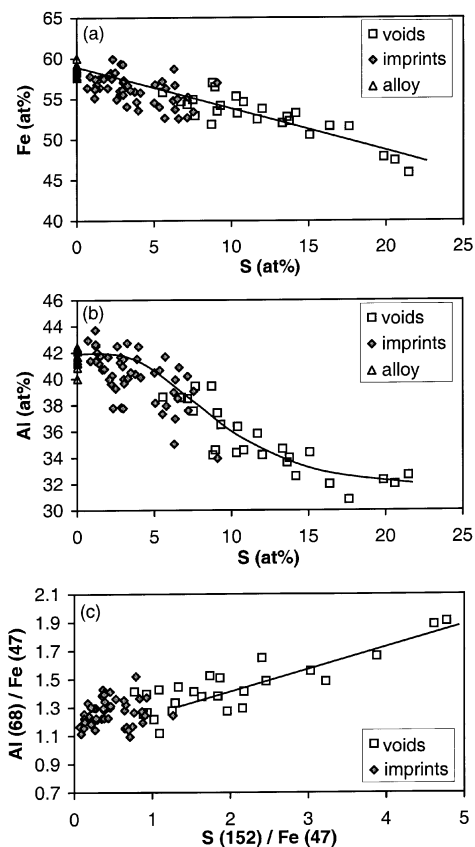 65
(a)
voids
60
imprints
alloy
55
50
45
40
Fe (at%)
0 5 10 15 20 25
S (at%)
46
(b)
voids
44
imprints
42
alloy
40
38
36
34
32
30
Al (at%)
0 5 10 15 20 25
S (at%)
2.1
(c)
1.9
1.7
1.5
1.3
1.1
0.9
0.7
Al (68) / Fe (47)
voids
imprints
0 1 2 3 4 5
S (152) / Fe (47)